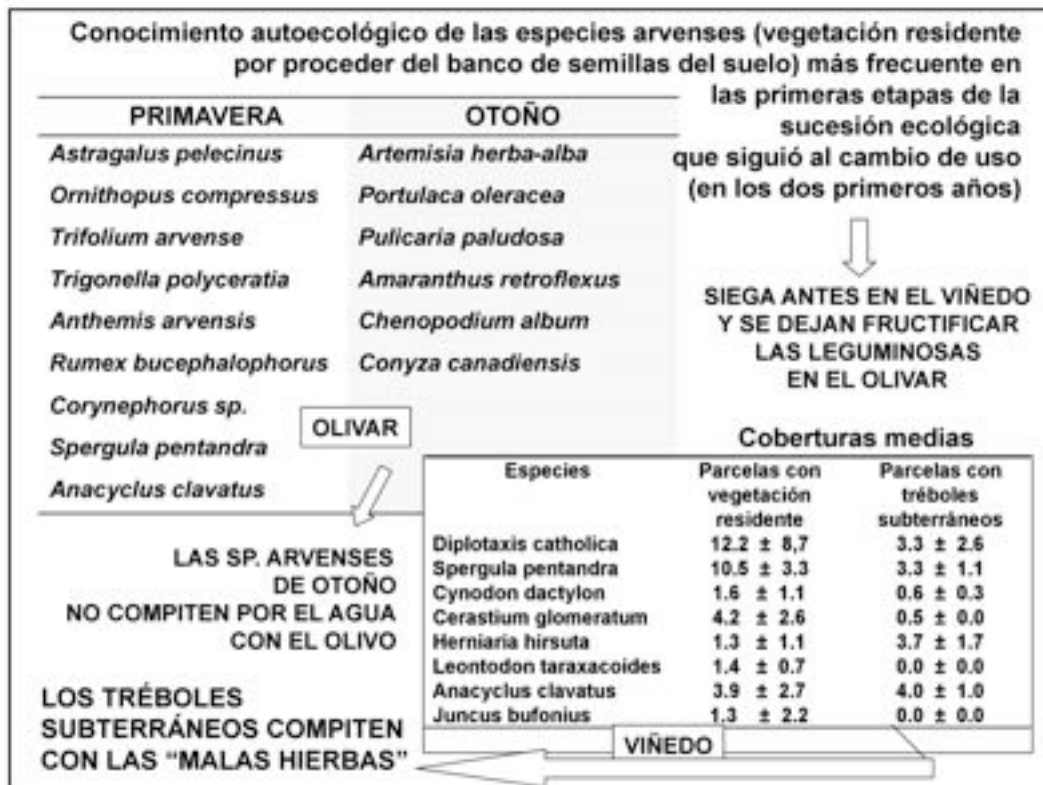 Conocimiento autoecológico de las especies arvenses (vegetación residente
por proceder del banco de semillas del suelo) más frecuente en
las primeras etapas de la
sucesión ecológica
que siguió al cambio de uso
(en los dos primeros años)
PRIMAVERA OTOÑO
Astragalus pelecinus Artemisia herba-alba
Ornithopus compressus Portulaca oleracea
Trifolium arvense Pulicaria paludosa
Trigonella polyceratia Amaranthus retroflexus
Anthemis arvensis Chenopodium album
Rumex bucephalophorus Conyza canadiensis
Corynephorus sp.
Spergula pentandra
Anacyclus clavatus
OLIVAR
SIEGA ANTES EN EL VIÑEDO
Y SE DEJAN FRUCTIFICAR
LAS LEGUMINOSAS
EN EL OLIVAR
LAS SP. ARVENSES
DE OTOÑO
NO COMPITEN POR EL AGUA
CON EL OLIVO
Coberturas medias
Especies Parcelas con Parcelas con
vegetación tréboles
residente subterráneos
Diplotaxis catholica 12.2 ± 8,7 3.3 ± 2.6
Spergula pentandra 10.5 ± 3.3 3.3 ± 1.1
Cynodon dactylon 1.6 ± 1.1 0.6 ± 0.3
Cerastium glomeratum 4.2 ± 2.6 0.5 ± 0.0
Herniaria hirsuta 1.3 ± 1.1 3.7 ± 1.7
Leontodon taraxacoides 1.4 ± 0.7 0.0 ± 0.0
Anacyclus clavatus 3.9 ± 2.7 4.0 ± 1.0
Juncus bufonius 1.3 ± 2.2 0.0 ± 0.0
VIÑEDO
LOS TRÉBOLES
SUBTERRÁNEOS COMPITEN
CON LAS “MALAS HIERBAS”